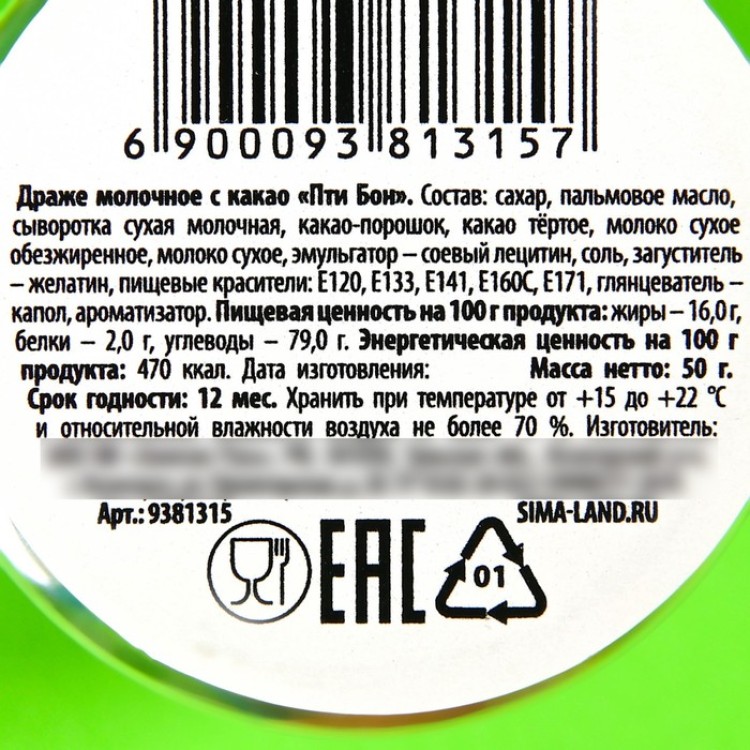 6 900093 813157
Драже молочное с какао «Пти Бон». Состав: сахар, пальмовое масло,
сыворотка сухая молочная, какао-порошок, какао тёртое, молоко сухое
обезжиренное, молоко сухое, эмульгатор – соевый лецитин, соль, загуститель
– желатин, пищевые красители: Е120, Е133, Е141, Е160С, Е171, глянцеватель –
капол, ароматизатор. Пищевая ценность на 100 г продукта: жиры – 16,0 г,
белки – 2,0 г, углеводы – 79,0 г. Энергетическая ценность на 100 г
продукта: 470 ккал. Дата изготовления: Масса нетто: 50 г.
Срок годности: 12 мес. Хранить при температуре от +15 до +22 °С
и относительной влажности воздуха не более 70 %. Изготовитель:
Арт.: 9381315 SIMA-LAND.RU
ЕАС 01